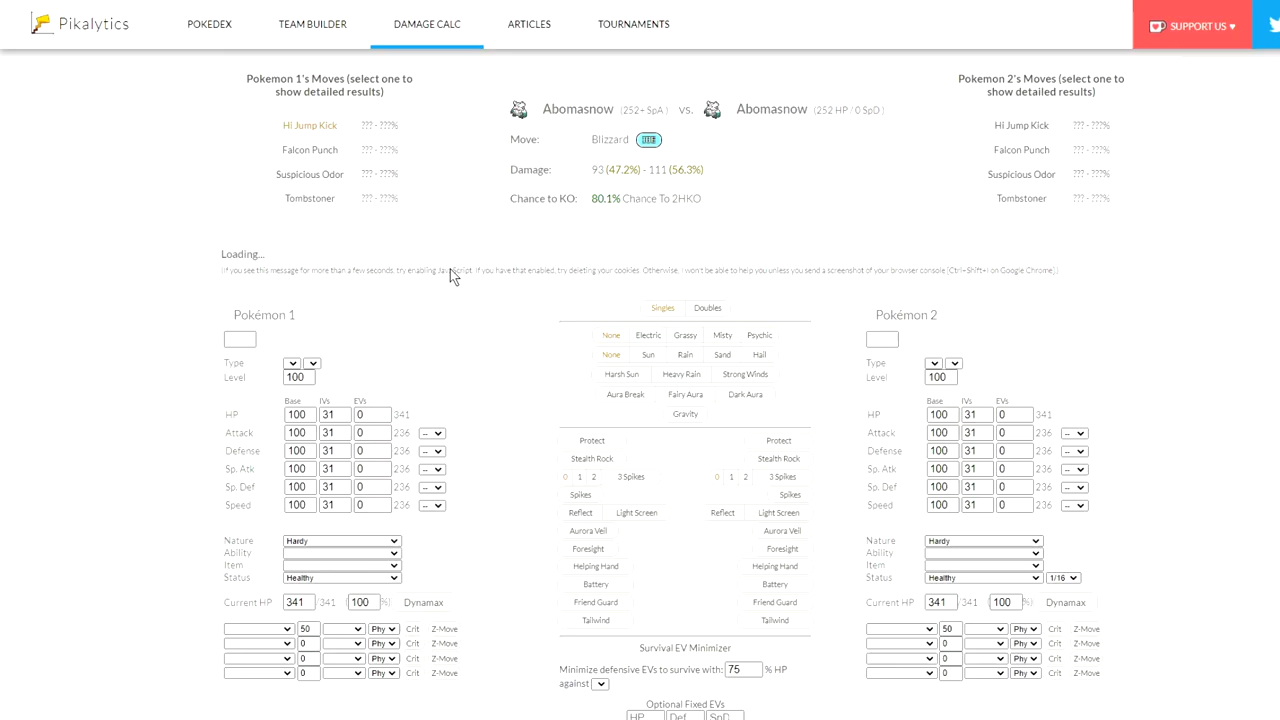 Pikalytics
POKEDEX
TEAM BUILDER
DAMAGE CALC
ARTICLES
TOURNAMENTS
SUPPORT US ♥
Pokemon 1's Moves (select one to
show detailed results)
Hi Jump Kick ??? - ???%
Falcon Punch ??? - ???%
Suspicious Odor ??? - ???%
Tombstoner ??? - ???%
Abomasnow (252+ SpA ) vs. Abomasnow (252 HP / 0 SpD )
Move: Blizzard ICE
Damage: 93 (47.2%) - 111 (56.3%)
Chance to KO: 80.1% Chance To 2HKO
Pokemon 2's Moves (select one to
show detailed results)
Hi Jump Kick ??? - ???%
Falcon Punch ??? - ???%
Suspicious Odor ??? - ???%
Tombstoner ??? - ???%
Loading...
(If you see this message for more than a few seconds, try enabling JavaScript. If you have that enabled, try deleting your cookies. Otherwise, I won't be able to help you unless you send a screenshot of your browser console [Ctrl+Shift+I on Google Chrome].)
Pokémon 1
Type
Level 100
Base IVs EVs
HP 100 31 0 341
Attack 100 31 0 236 --
Defense 100 31 0 236 --
Sp. Atk 100 31 0 236 --
Sp. Def 100 31 0 236 --
Speed 100 31 0 236 --
Nature Hardy
Ability
Item
Status Healthy
Current HP 341 /341 ( 100 %) Dynamax
50 Phy Crit Z-Move
0 Phy Crit Z-Move
0 Phy Crit Z-Move
0 Phy Crit Z-Move
Singles Doubles
None Electric Grassy Misty Psychic
None Sun Rain Sand Hail
Harsh Sun Heavy Rain Strong Winds
Aura Break Fairy Aura Dark Aura
Gravity
Protect Protect
Stealth Rock Stealth Rock
0 1 2 3 Spikes 0 1 2 3 Spikes
Spikes Spikes
Reflect Light Screen Reflect Light Screen
Aurora Veil Aurora Veil
Foresight Foresight
Helping Hand Helping Hand
Battery Battery
Friend Guard Friend Guard
Tailwind Tailwind
Survival EV Minimizer
Minimize defensive EVs to survive with: 75 % HP
against
Optional Fixed EVs
HP Def SpD
Pokémon 2
Type
Level 100
Base IVs EVs
HP 100 31 0 341
Attack 100 31 0 236 --
Defense 100 31 0 236 --
Sp. Atk 100 31 0 236 --
Sp. Def 100 31 0 236 --
Speed 100 31 0 236 --
Nature Hardy
Ability
Item
Status Healthy 1/16
Current HP 341 /341 ( 100 %) Dynamax
50 Phy Crit Z-Move
0 Phy Crit Z-Move
0 Phy Crit Z-Move
0 Phy Crit Z-Move